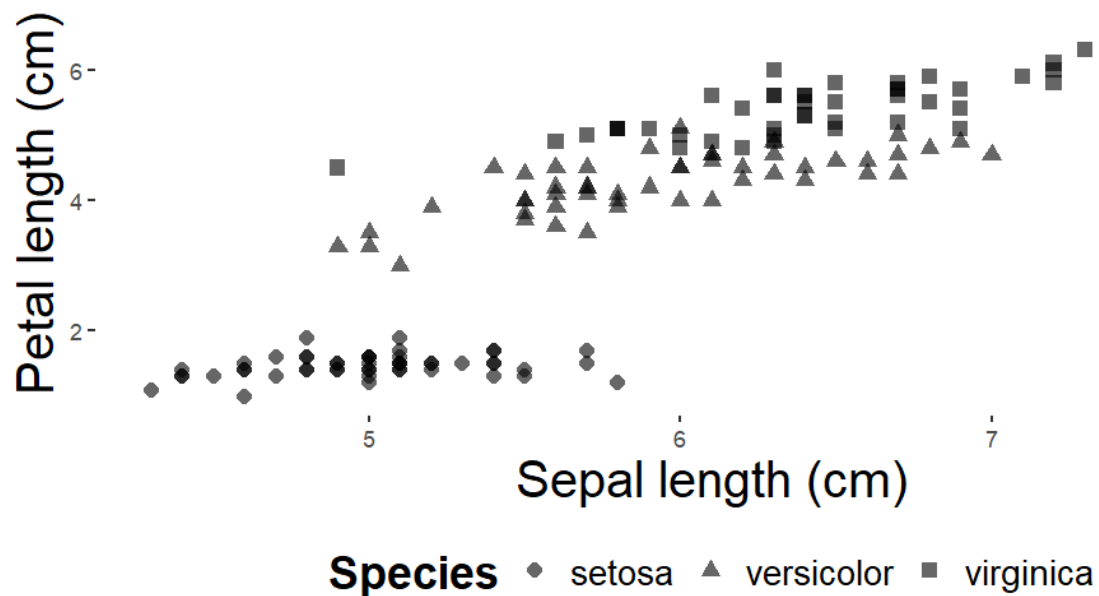 Petal length (cm)
6
4
2
5 6 7
Sepal length (cm)
Species setosa versicolor virginica